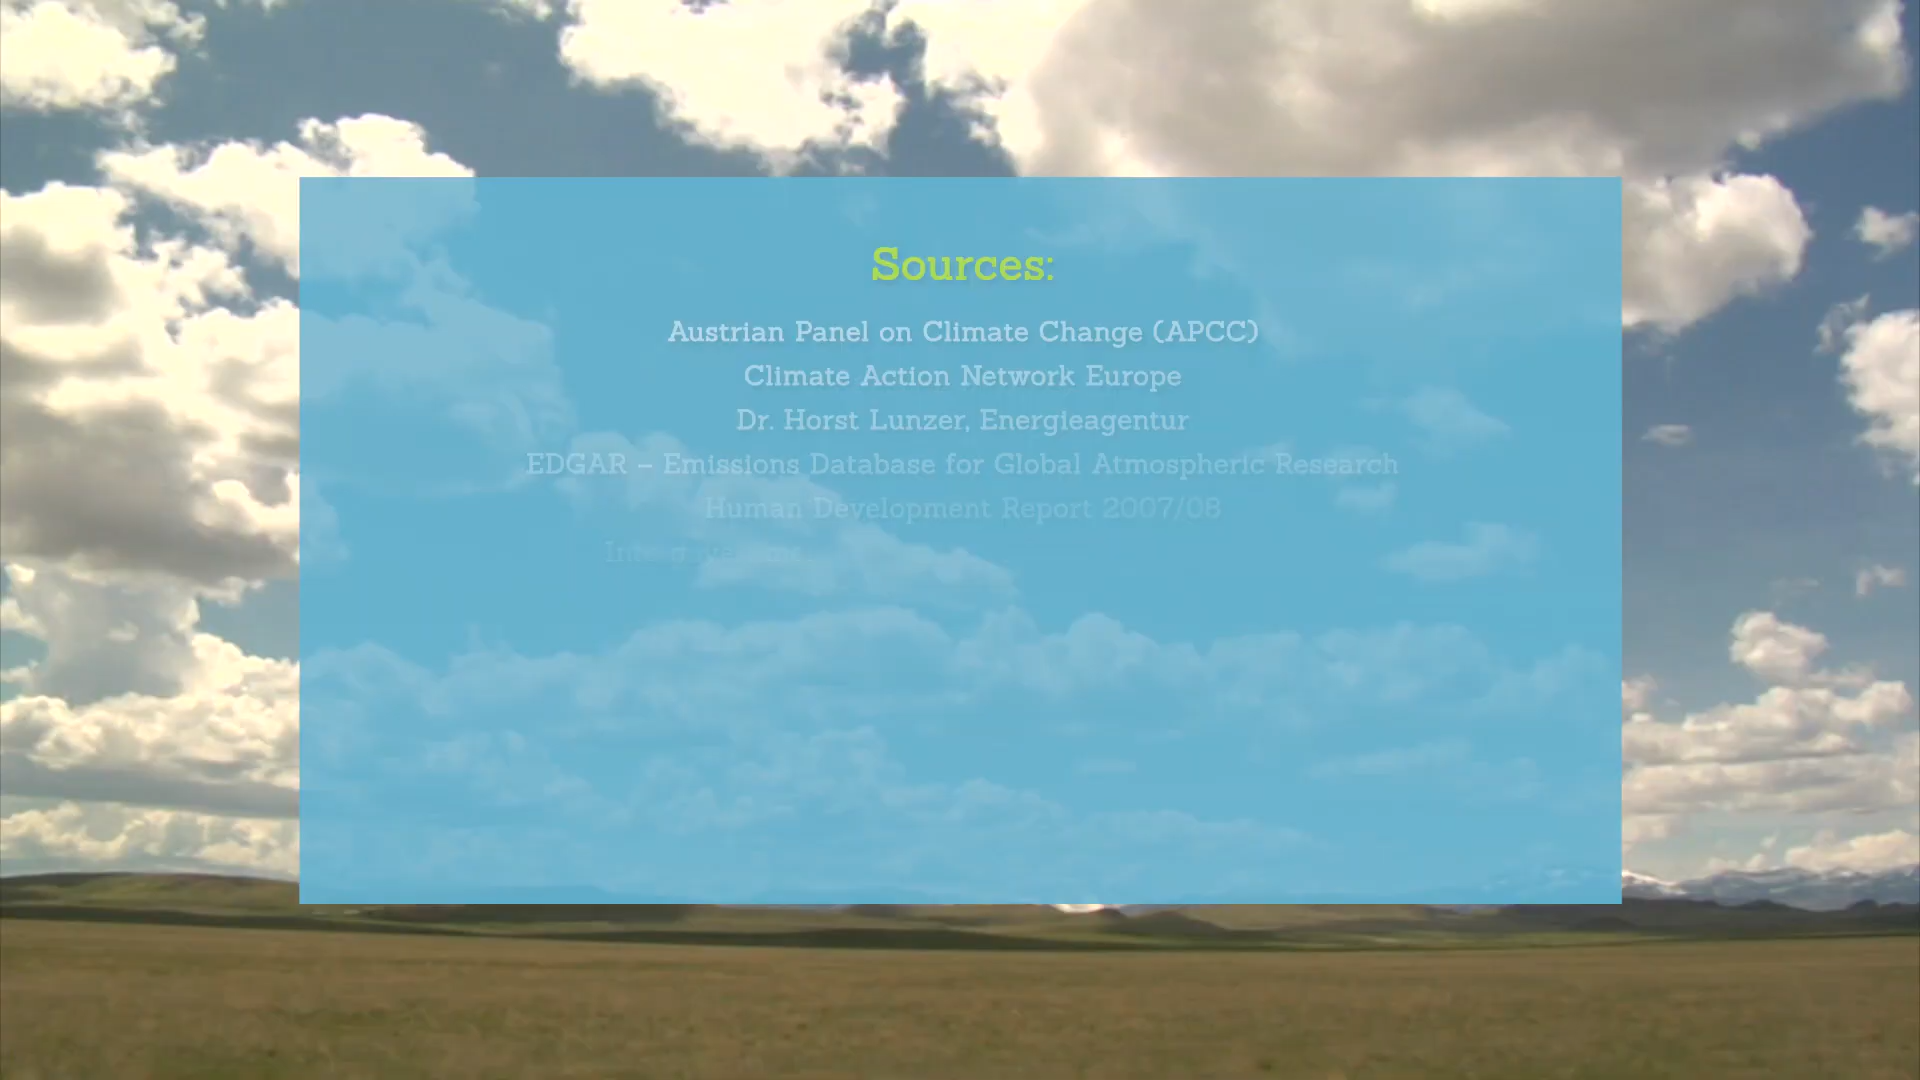 Sources:
Austrian Panel on Climate Change (APCC)
Climate Action Network Europe
Dr. Horst Lunzer, Energieagentur
EDGAR – Emissions Database for Global Atmospheric Research
Human Development Report 2007/08